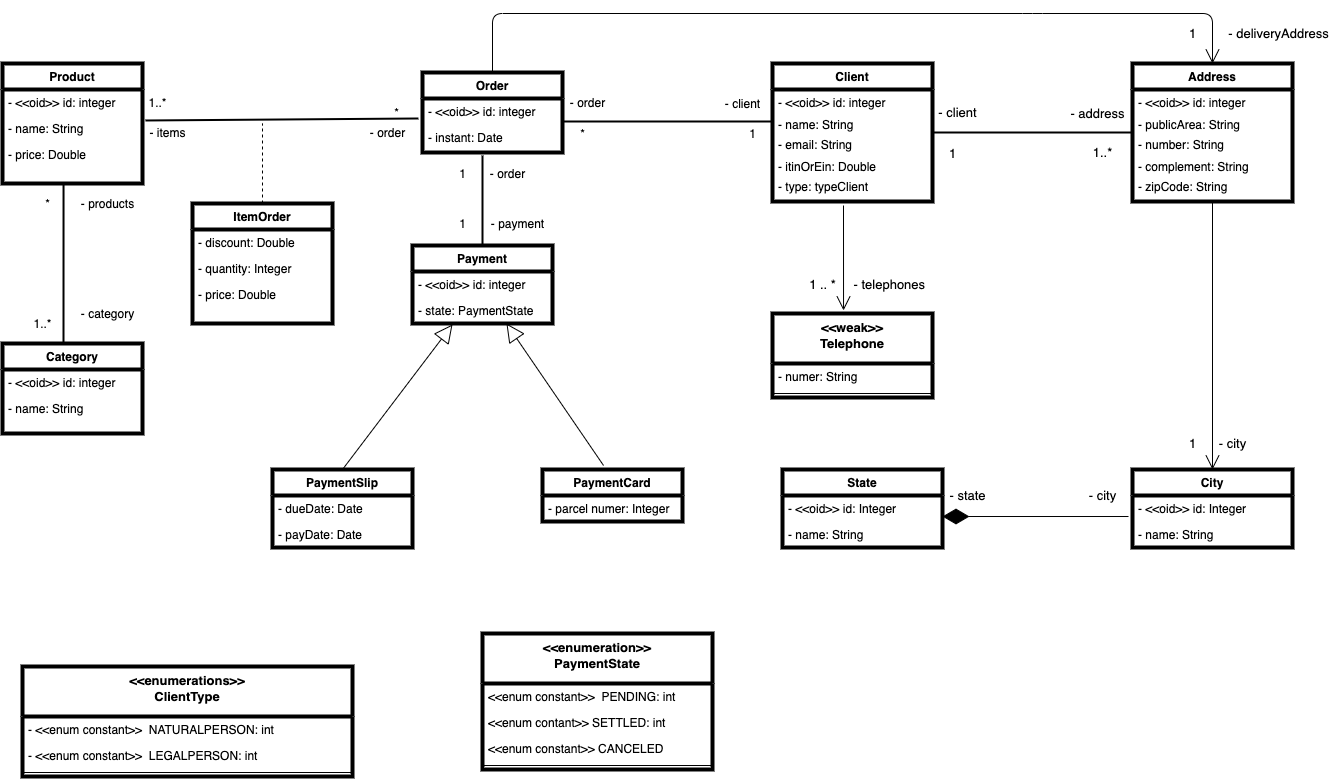 1
- deliveryAddress
Product
- <<oid>> id: integer
- name: String
- price: Double
1..*
- items
*
- order
Order
- <<oid>> id: integer
- instant: Date
- order
*
- client
1
Client
- <<oid>> id: integer
- name: String
- email: String
- itinOrEin: Double
- type: typeClient
- client
1
- address
1..*
Address
- <<oid>> id: integer
- publicArea: String
- number: String
- complement: String
- zipCode: String
*
- products
1..*
- category
ItemOrder
- discount: Double
- quantity: Integer
- price: Double
1
- order
1
- payment
Payment
- <<oid>> id: integer
- state: PaymentState
1 .. *
- telephones
<<weak>>
Telephone
- numer: String
Category
- <<oid>> id: integer
- name: String
1
- city
PaymentSlip
- dueDate: Date
- payDate: Date
PaymentCard
- parcel numer: Integer
State
- <<oid>> id: Integer
- name: String
- state
- city
City
- <<oid>> id: Integer
- name: String
<<enumerations>>
ClientType
- <<enum constant>> NATURALPERSON: int
- <<enum constant>> LEGALPERSON: int
<<enumeration>>
PaymentState
<<enum constant>> PENDING: int
<<enum contant>> SETTLED: int
<<enum constant>> CANCELED